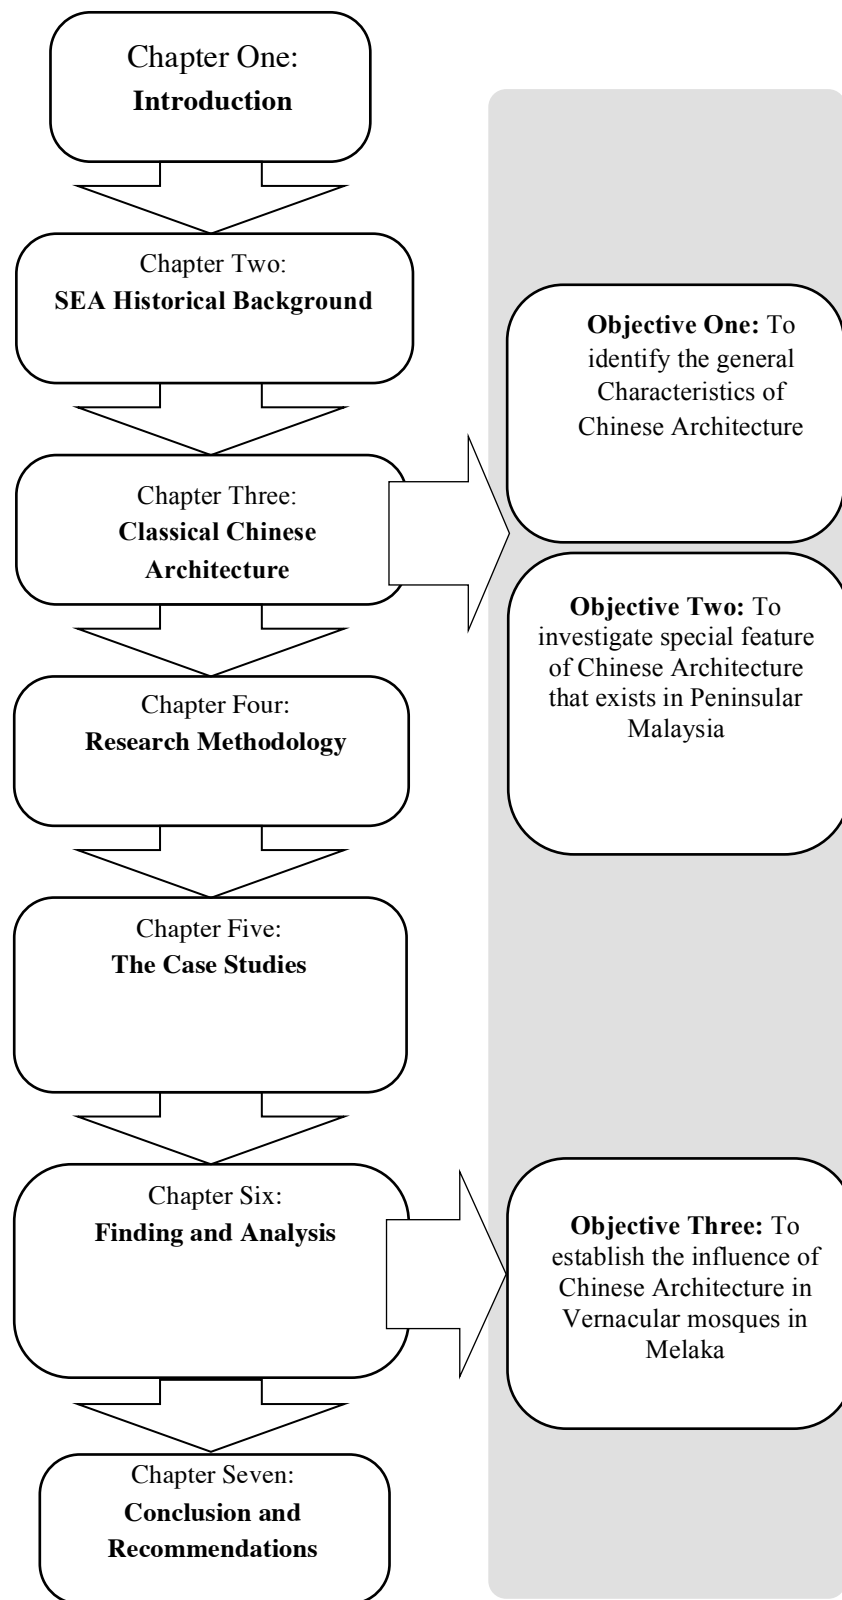 Chapter One:
Introduction
Chapter Two:
SEA Historical Background
Chapter Three:
Classical Chinese
Architecture
Chapter Four:
Research Methodology
Chapter Five:
The Case Studies
Chapter Six:
Finding and Analysis
Chapter Seven:
Conclusion and
Recommendations
Objective One: To
identify the general
Characteristics of
Chinese Architecture
Objective Two: To
investigate special feature
of Chinese Architecture
that exists in Peninsular
Malaysia
Objective Three: To
establish the influence of
Chinese Architecture in
Vernacular mosques in
Melaka